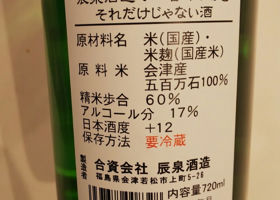 それだけじゃない酒
原材料名 米(国産)・
米麹(国産米)
原料米 会津産
五百万石100%
精米歩合 60%
アルコール分 17%
日本酒度 +12
保存方法 要冷蔵
製造者 合資会社 辰泉酒造
福島県会津若松市上町5-26
内容量720ml